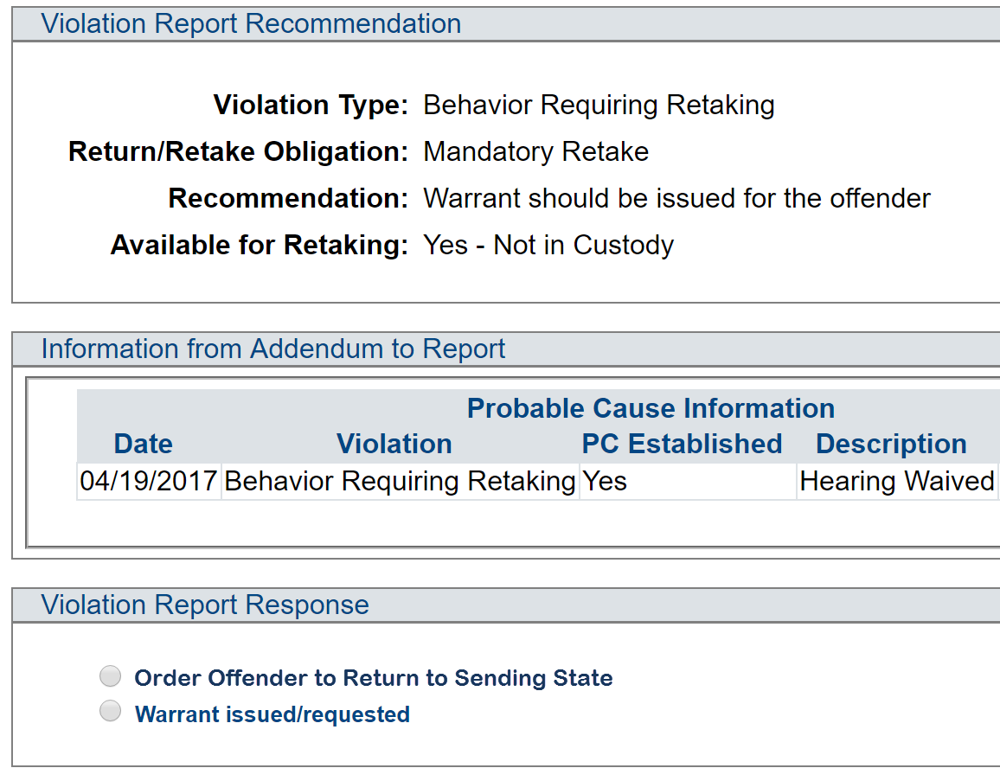 Violation Report Recommendation
Violation Type: Behavior Requiring Retaking
Return/Retake Obligation: Mandatory Retake
Recommendation: Warrant should be issued for the offender
Available for Retaking: Yes - Not in Custody
Information from Addendum to Report
Probable Cause Information
Date Violation PC Established Description
04/19/2017 Behavior Requiring Retaking Yes Hearing Waived
Violation Report Response
Order Offender to Return to Sending State
Warrant issued/requested